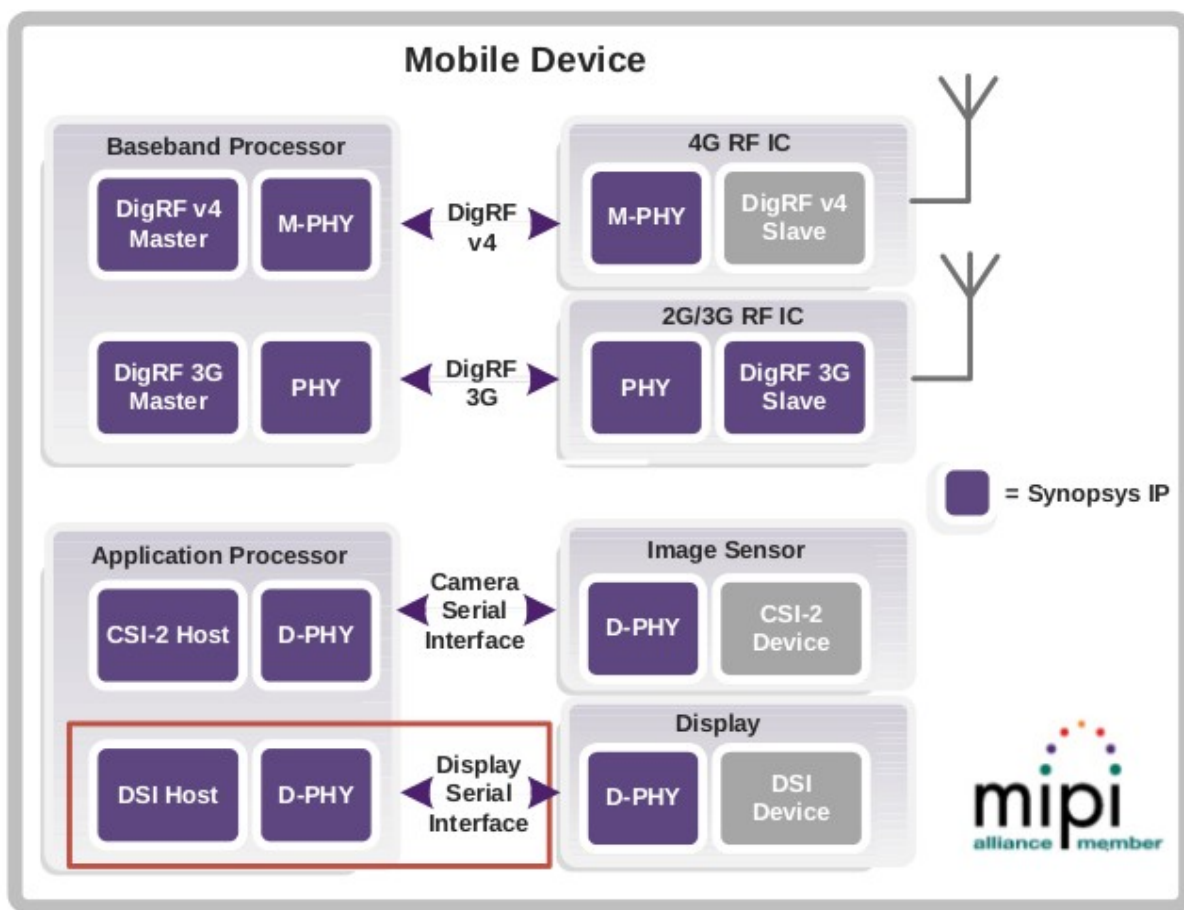 Mobile Device
Baseband Processor
DigRF v4
Master
M-PHY
DigRF
v4
4G RF IC
M-PHY
DigRF v4
Slave
DigRF 3G
Master
PHY
DigRF
3G
2G/3G RF IC
PHY
DigRF 3G
Slave
= Synopsys IP
Application Processor
CSI-2 Host
D-PHY
Camera
Serial
Interface
Image Sensor
D-PHY
CSI-2
Device
DSI Host
D-PHY
Display
Serial
Interface
Display
D-PHY
DSI
Device
mipi
alliance member